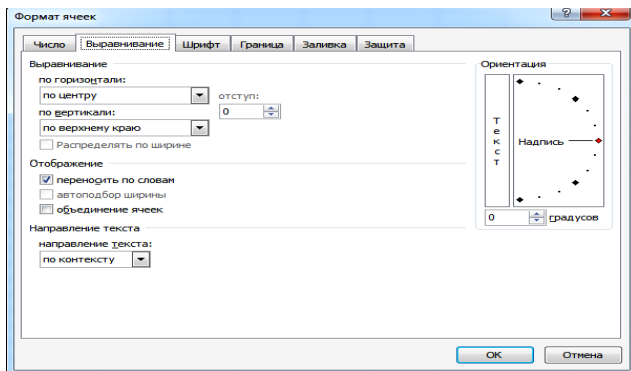 Формат ячеек
Число Выравнивание Шрифт Граница Заливка Защита
Выравнивание
по горизонтали:
по центру
отступ:
0
по вертикали:
по верхнему краю
Распределять по ширине
Отображение
переносить по словам
автоподбор ширины
объединение ячеек
Направление текста
направление текста:
по контексту
Ориентация
Текст
Надпись
0 градусов
ОК Отмена